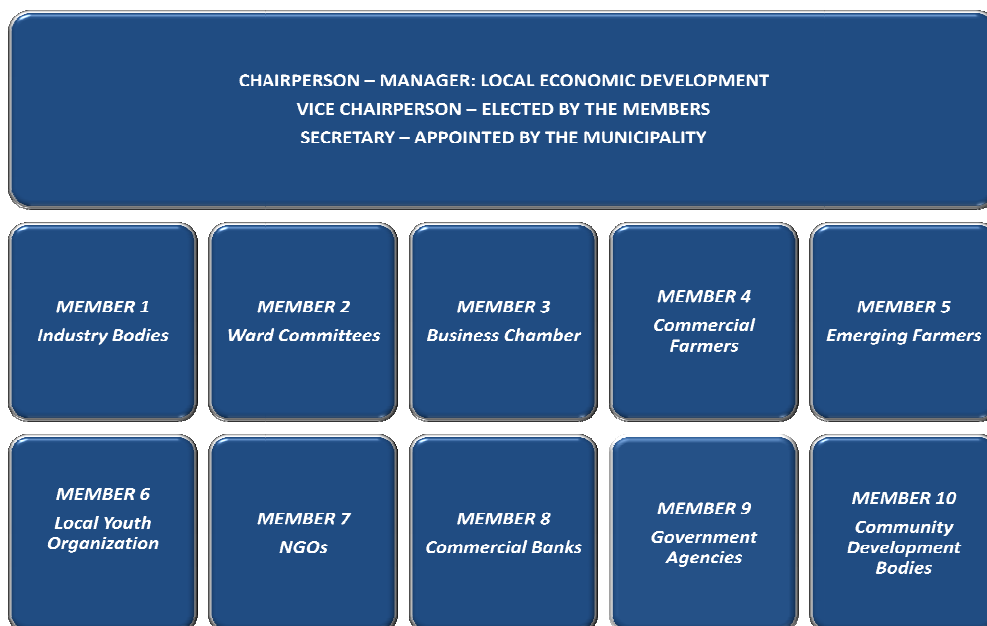 CHAIRPERSON – MANAGER: LOCAL ECONOMIC DEVELOPMENT
VICE CHAIRPERSON – ELECTED BY THE MEMBERS
SECRETARY – APPOINTED BY THE MUNICIPALITY
MEMBER 1
Industry Bodies
MEMBER 2
Ward Committees
MEMBER 3
Business Chamber
MEMBER 4
Commercial
Farmers
MEMBER 5
Emerging Farmers
MEMBER 6
Local Youth
Organization
MEMBER 7
NGOs
MEMBER 8
Commercial Banks
MEMBER 9
Government
Agencies
MEMBER 10
Community
Development
Bodies